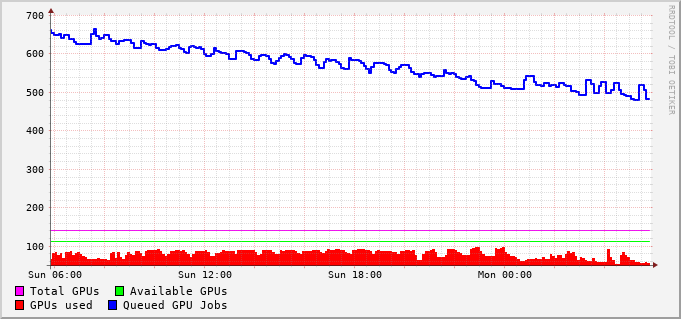 700
600
500
400
300
200
100
Sun 06:00 Sun 12:00 Sun 18:00 Mon 00:00
Total GPUs Available GPUs
GPUs used Queued GPU Jobs
RRDTOOL / TOBI OETIKER